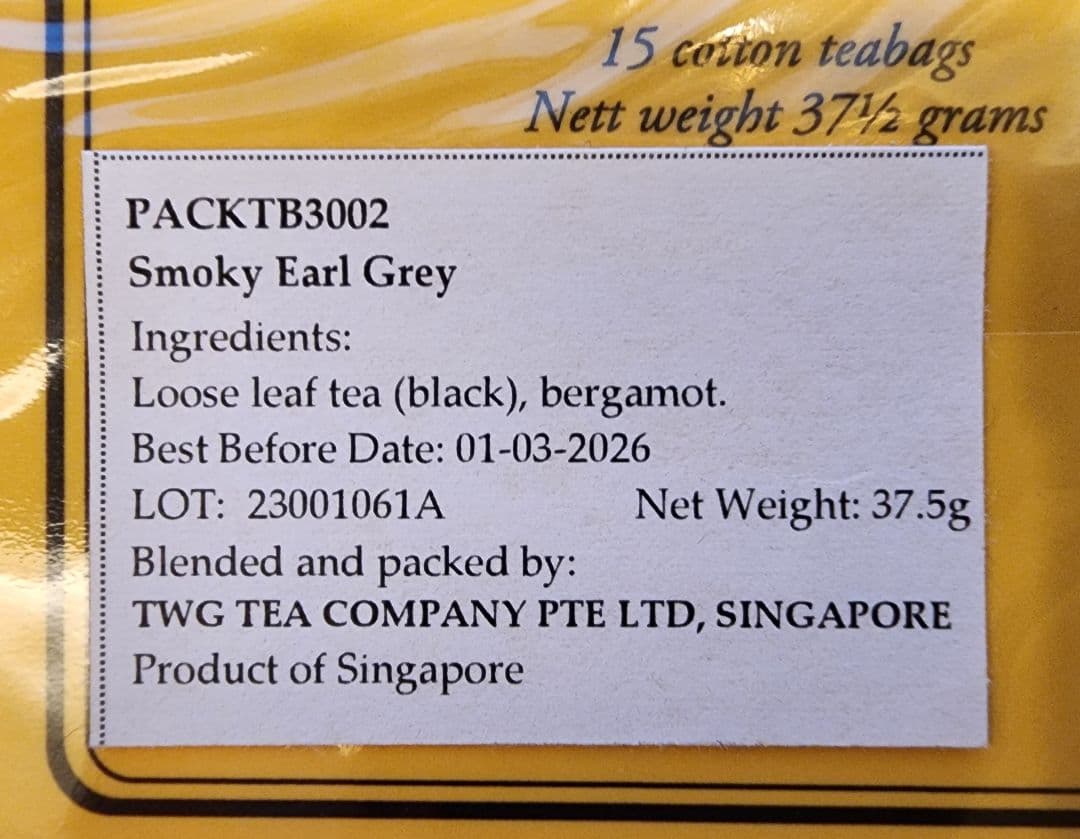 15 cotton teabags
Nett weight 37½ grams
PACKTB3002
Smoky Earl Grey
Ingredients:
Loose leaf tea (black), bergamot.
Best Before Date: 01-03-2026
LOT: 23001061A Net Weight: 37.5g
Blended and packed by:
TWG TEA COMPANY PTE LTD, SINGAPORE
Product of Singapore